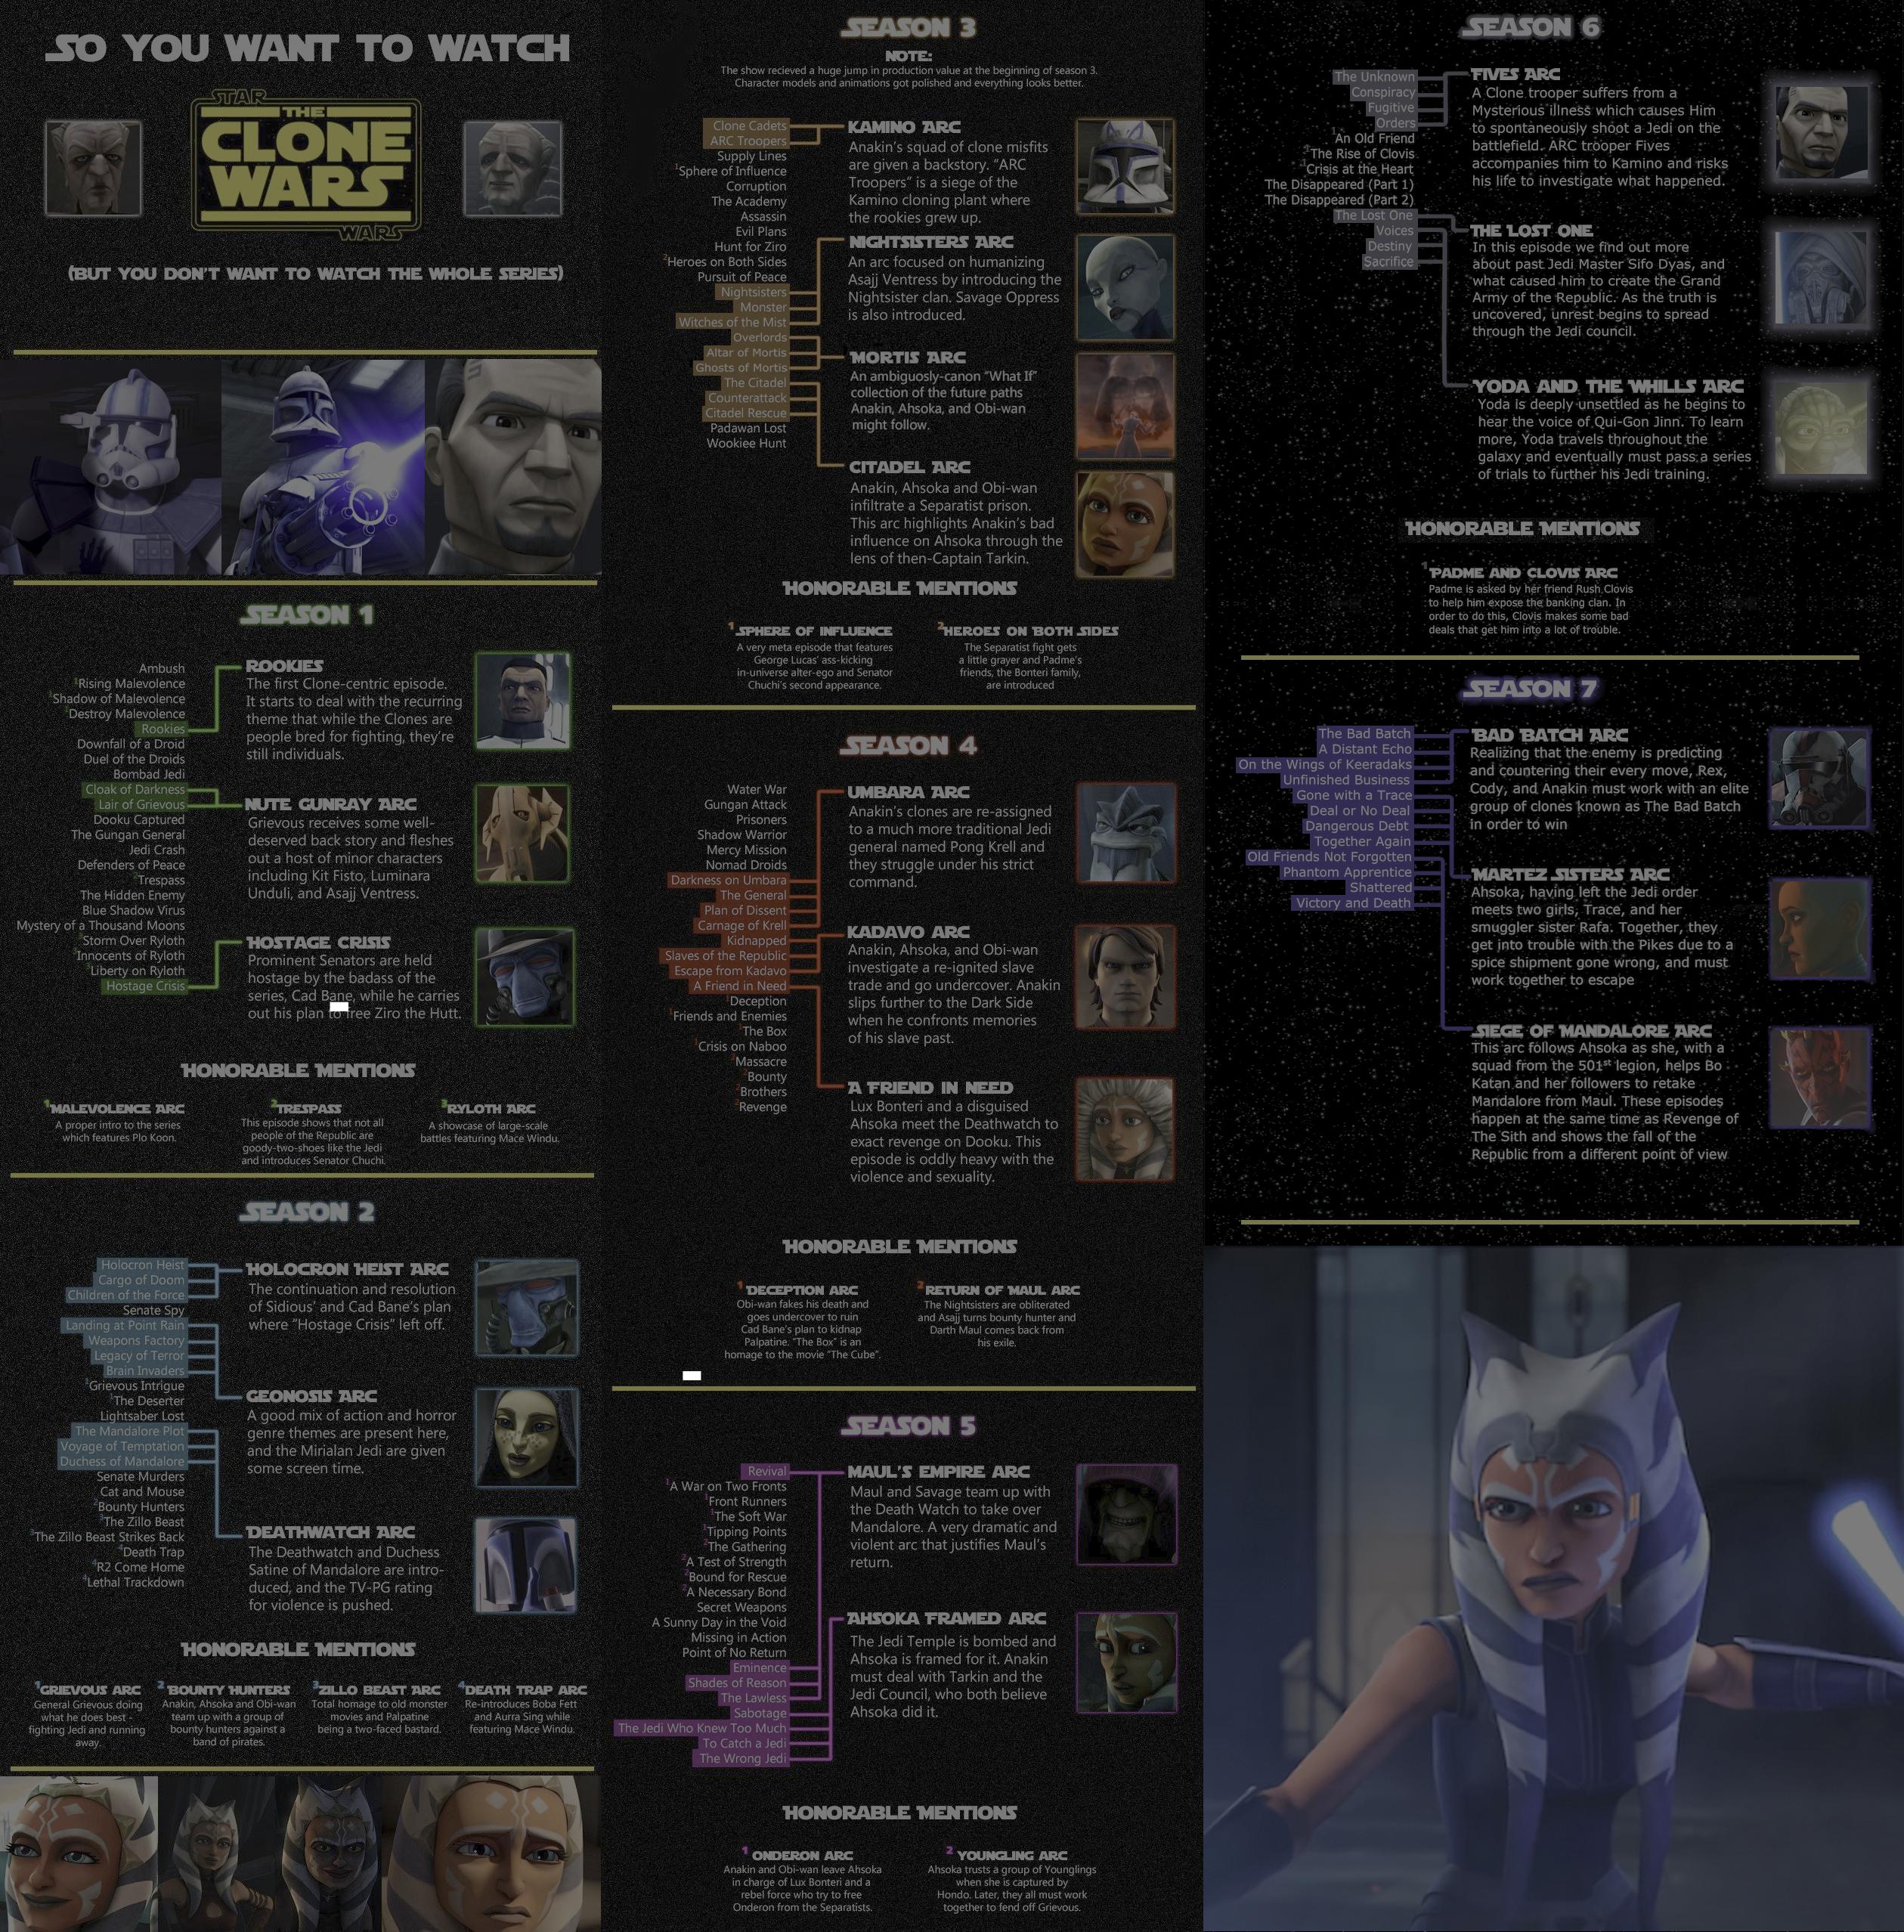 SO YOU WANT TO WATCH
STAR
THE
CLONE
WARS
WARS
(BUT YOU DON'T WANT TO WATCH THE WHOLE SERIES)
SEASON 1
Ambush
¹Rising Malevolence
¹Shadow of Malevolence
¹Destroy Malevolence
Rookies
Downfall of a Droid
Duel of the Droids
Bombad Jedi
Cloak of Darkness
Lair of Grievous
Dooku Captured
The Gungan General
Jedi Crash
Defenders of Peace
²Trespass
The Hidden Enemy
Blue Shadow Virus
Mystery of a Thousand Moons
³Storm Over Ryloth
³Innocents of Ryloth
³Liberty on Ryloth
Hostage Crisis
ROOKIES
The first Clone-centric episode.
It starts to deal with the recurring
theme that while the Clones are
people bred for fighting, they're
still individuals.
NUTE GUNRAY ARC
Grievous receives some well-
deserved back story and fleshes
out a host of minor characters
including Kit Fisto, Luminara
Unduli, and Asajj Ventress.
HOSTAGE CRISIS
Prominent Senators are held
hostage by the badass of the
series, Cad Bane, while he carries
out his plan to free Ziro the Hutt.
HONORABLE MENTIONS
¹MALEVOLENCE ARC
A proper intro to the series
which features Plo Koon.
²TRESPASS
This episode shows that not all
people of the Republic are
goody-two-shoes like the Jedi
and introduces Senator Chuchi.
³RYLOTH ARC
A showcase of large-scale
battles featuring Mace Windu.
SEASON 2
Holocron Heist
Cargo of Doom
Children of the Force
Senate Spy
Landing at Point Rain
Weapons Factory
Legacy of Terror
Brain Invaders
¹Grievous Intrigue
¹The Deserter
Lightsaber Lost
The Mandalore Plot
Voyage of Temptation
Duchess of Mandalore
Senate Murders
Cat and Mouse
²Bounty Hunters
³The Zillo Beast
³The Zillo Beast Strikes Back
⁴Death Trap
⁴R2 Come Home
⁴Lethal Trackdown
HOLOCRON HEIST ARC
The continuation and resolution
of Sidious' and Cad Bane's plan
where "Hostage Crisis" left off.
GEONOSIS ARC
A good mix of action and horror
genre themes are present here,
and the Mirialan Jedi are given
some screen time.
DEATHWATCH ARC
The Deathwatch and Duchess
Satine of Mandalore are intro-
duced, and the TV-PG rating
for violence is pushed.
HONORABLE MENTIONS
¹GRIEVOUS ARC
General Grievous doing
what he does best -
fighting Jedi and running
away.
²BOUNTY HUNTERS
Anakin, Ahsoka and Obi-wan
team up with a group of
bounty hunters against a
band of pirates.
³ZILLO BEAST ARC
Total homage to old monster
movies and Palpatine
being a two-faced bastard.
⁴DEATH TRAP ARC
Re-introduces Boba Fett
and Aurra Sing while
featuring Mace Windu.
SEASON 3
NOTE:
The show recieved a huge jump in production value at the beginning of season 3.
Character models and animations got polished and everything looks better.
Clone Cadets
ARC Troopers
Supply Lines
¹Sphere of Influence
Corruption
The Academy
Assassin
Evil Plans
Hunt for Ziro
²Heroes on Both Sides
Pursuit of Peace
Nightsisters
Monster
Witches of the Mist
Overlords
Altar of Mortis
Ghosts of Mortis
The Citadel
Counterattack
Citadel Rescue
Padawan Lost
Wookiee Hunt
KAMINO ARC
Anakin's squad of clone misfits
are given a backstory. "ARC
Troopers" is a siege of the
Kamino cloning plant where
the rookies grew up.
NIGHTSISTERS ARC
An arc focused on humanizing
Asajj Ventress by introducing the
Nightsister clan. Savage Oppress
is also introduced.
MORTIS ARC
An ambiguously-canon "What If"
collection of the future paths
Anakin, Ahsoka, and Obi-wan
might follow.
CITADEL ARC
Anakin, Ahsoka and Obi-wan
infiltrate a Separatist prison.
This arc highlights Anakin's bad
influence on Ahsoka through the
lens of then-Captain Tarkin.
HONORABLE MENTIONS
¹SPHERE OF INFLUENCE
A very meta episode that features
George Lucas' ass-kicking
in-universe alter-ego and Senator
Chuchi's second appearance.
²HEROES ON BOTH SIDES
The Separatist fight gets
a little grayer and Padme's
friends, the Bonteri family,
are introduced
SEASON 4
Water War
Gungan Attack
Prisoners
Shadow Warrior
Mercy Mission
Nomad Droids
Darkness on Umbara
The General
Plan of Dissent
Carnage of Krell
Kidnapped
Slaves of the Republic
Escape from Kadavo
A Friend in Need
¹Deception
¹Friends and Enemies
¹The Box
¹Crisis on Naboo
²Massacre
²Bounty
²Brothers
²Revenge
UMBARA ARC
Anakin's clones are re-assigned
to a much more traditional Jedi
general named Pong Krell and
they struggle under his strict
command.
KADAVO ARC
Anakin, Ahsoka, and Obi-wan
investigate a re-ignited slave
trade and go undercover. Anakin
slips further to the Dark Side
when he confronts memories
of his slave past.
A FRIEND IN NEED
Lux Bonteri and a disguised
Ahsoka meet the Deathwatch to
exact revenge on Dooku. This
episode is oddly heavy with the
violence and sexuality.
HONORABLE MENTIONS
¹DECEPTION ARC
Obi-wan fakes his death and
goes undercover to ruin
Cad Bane's plan to kidnap
Palpatine. "The Box" is an
homage to the movie "The Cube".
²RETURN OF MAUL ARC
The Nightsisters are obliterated
and Asajj turns bounty hunter and
Darth Maul comes back from
his exile.
SEASON 5
Revival
¹A War on Two Fronts
¹Front Runners
¹The Soft War
¹Tipping Points
²The Gathering
²A Test of Strength
²Bound for Rescue
²A Necessary Bond
Secret Weapons
A Sunny Day in the Void
Missing in Action
Point of No Return
Eminence
Shades of Reason
The Lawless
Sabotage
The Jedi Who Knew Too Much
To Catch a Jedi
The Wrong Jedi
MAUL'S EMPIRE ARC
Maul and Savage team up with
the Death Watch to take over
Mandalore. A very dramatic and
violent arc that justifies Maul's
return.
AHSOKA FRAMED ARC
The Jedi Temple is bombed and
Ahsoka is framed for it. Anakin
must deal with Tarkin and the
Jedi Council, who both believe
Ahsoka did it.
HONORABLE MENTIONS
¹ONDERON ARC
Anakin and Obi-wan leave Ahsoka
in charge of Lux Bonteri and a
rebel force who try to free
Onderon from the Separatists.
²YOUNGLING ARC
Ahsoka trusts a group of Younglings
when she is captured by
Hondo. Later, they all must work
together to fend off Grievous.
SEASON 6
The Unknown
Conspiracy
Fugitive
Orders
¹An Old Friend
¹The Rise of Clovis
¹Crisis at the Heart
The Disappeared (Part 1)
The Disappeared (Part 2)
The Lost One
Voices
Destiny
Sacrifice
FIVES ARC
A Clone trooper suffers from a
Mysterious illness which causes Him
to spontaneously shoot a Jedi on the
battlefield. ARC trooper Fives
accompanies him to Kamino and risks
his life to investigate what happened.
THE LOST ONE
In this episode we find out more
about past Jedi Master Sifo Dyas, and
what caused him to create the Grand
Army of the Republic. As the truth is
uncovered, unrest begins to spread
through the Jedi council.
YODA AND THE WHILLS ARC
Yoda is deeply unsettled as he begins to
hear the voice of Qui-Gon Jinn. To learn
more, Yoda travels throughout the
galaxy and eventually must pass a series
of trials to further his Jedi training.
HONORABLE MENTIONS
¹PADME AND CLOVIS ARC
Padme is asked by her friend Rush Clovis
to help him expose the banking clan. In
order to do this, Clovis makes some bad
deals that get him into a lot of trouble.
SEASON 7
The Bad Batch
A Distant Echo
On the Wings of Keeradaks
Unfinished Business
Gone with a Trace
Deal or No Deal
Dangerous Debt
Together Again
Old Friends Not Forgotten
Phantom Apprentice
Shattered
Victory and Death
BAD BATCH ARC
Realizing that the enemy is predicting
and countering their every move, Rex,
Cody, and Anakin must work with an elite
group of clones known as The Bad Batch
in order to win
MARTEZ SISTERS ARC
Ahsoka, having left the Jedi order
meets two girls, Trace, and her
smuggler sister Rafa. Together, they
get into trouble with the Pikes due to a
spice shipment gone wrong, and must
work together to escape
SIEGE OF MANDALORE ARC
This arc follows Ahsoka as she, with a
squad from the 501st legion, helps Bo
Katan and her followers to retake
Mandalore from Maul. These episodes
happen at the same time as Revenge of
The Sith and shows the fall of the
Republic from a different point of view